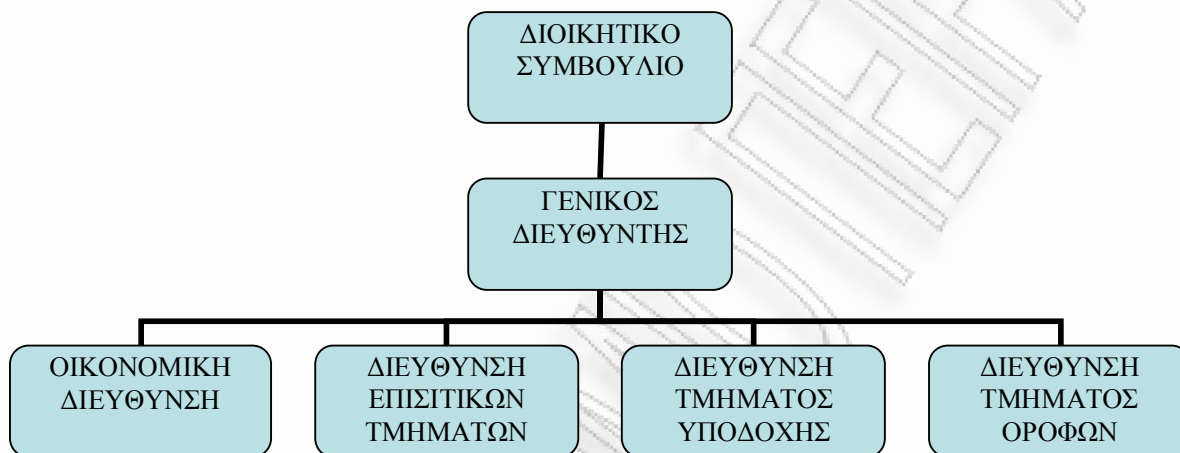 ΔΙΟΙΚΗΤΙΚΟ
ΣΥΜΒΟΥΛΙΟ
ΓΕΝΙΚΟΣ
ΔΙΕΥΘΥΝΤΗΣ
ΟΙΚΟΝΟΜΙΚΗ
ΔΙΕΥΘΥΝΣΗ
ΔΙΕΥΘΥΝΣΗ
ΕΠΙΣΙΤΙΚΩΝ
ΤΜΗΜΑΤΩΝ
ΔΙΕΥΘΥΝΣΗ
ΤΜΗΜΑΤΟΣ
ΥΠΟΔΟΧΗΣ
ΔΙΕΥΘΥΝΣΗ
ΤΜΗΜΑΤΟΣ
ΟΡΟΦΩΝ